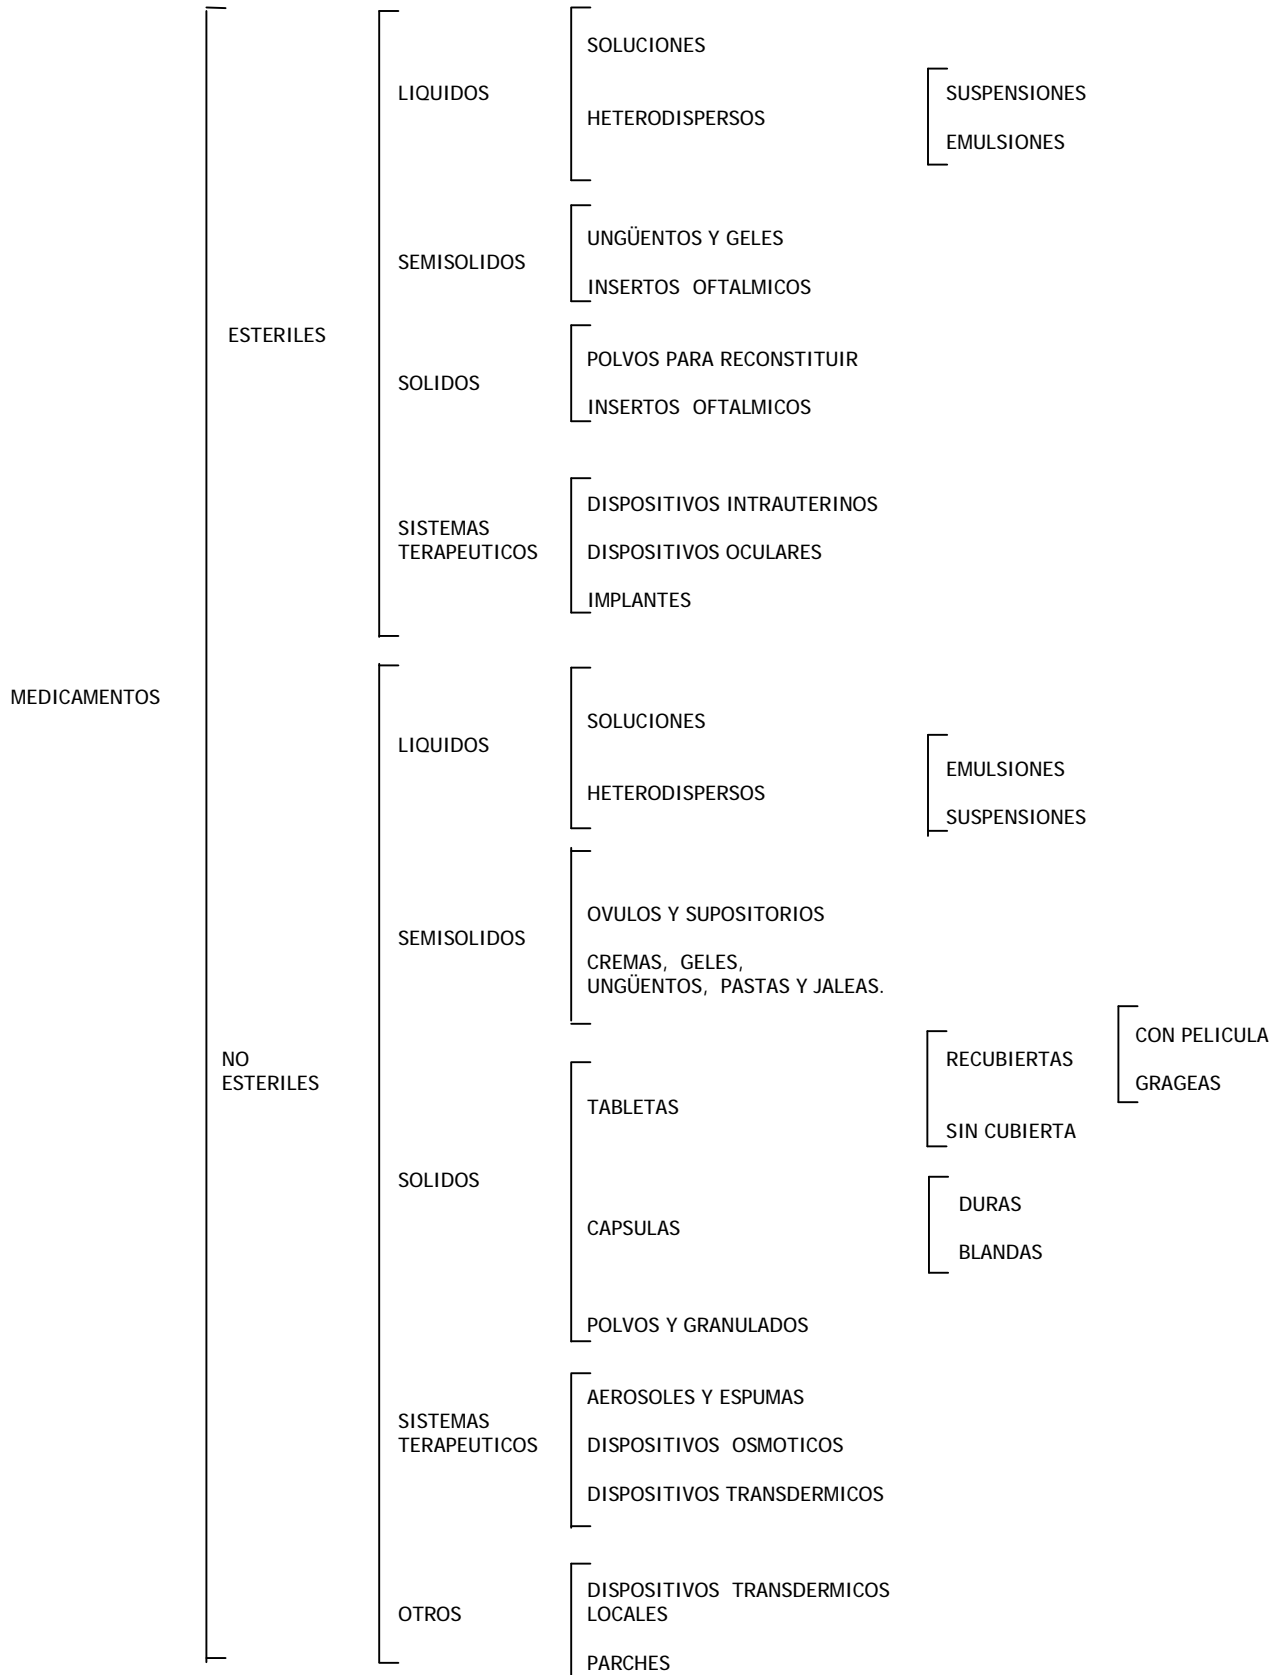 MEDICAMENTOS
ESTERILES
LIQUIDOS
SOLUCIONES
HETERODISPERSOS
SUSPENSIONES
EMULSIONES
SEMISOLIDOS
UNGÜENTOS Y GELES
INSERTOS OFTALMICOS
SOLIDOS
POLVOS PARA RECONSTITUIR
INSERTOS OFTALMICOS
SISTEMAS
TERAPEUTICOS
DISPOSITIVOS INTRAUTERINOS
DISPOSITIVOS OCULARES
IMPLANTES
NO
ESTERILES
LIQUIDOS
SOLUCIONES
HETERODISPERSOS
EMULSIONES
SUSPENSIONES
SEMISOLIDOS
OVULOS Y SUPOSITORIOS
CREMAS, GELES,
UNGÜENTOS, PASTAS Y JALEAS.
SOLIDOS
TABLETAS
RECUBIERTAS
CON PELICULA
GRAGEAS
SIN CUBIERTA
CAPSULAS
DURAS
BLANDAS
POLVOS Y GRANULADOS
SISTEMAS
TERAPEUTICOS
AEROSOLES Y ESPUMAS
DISPOSITIVOS OSMOTICOS
DISPOSITIVOS TRANSDERMICOS
OTROS
DISPOSITIVOS TRANSDERMICOS
LOCALES
PARCHES